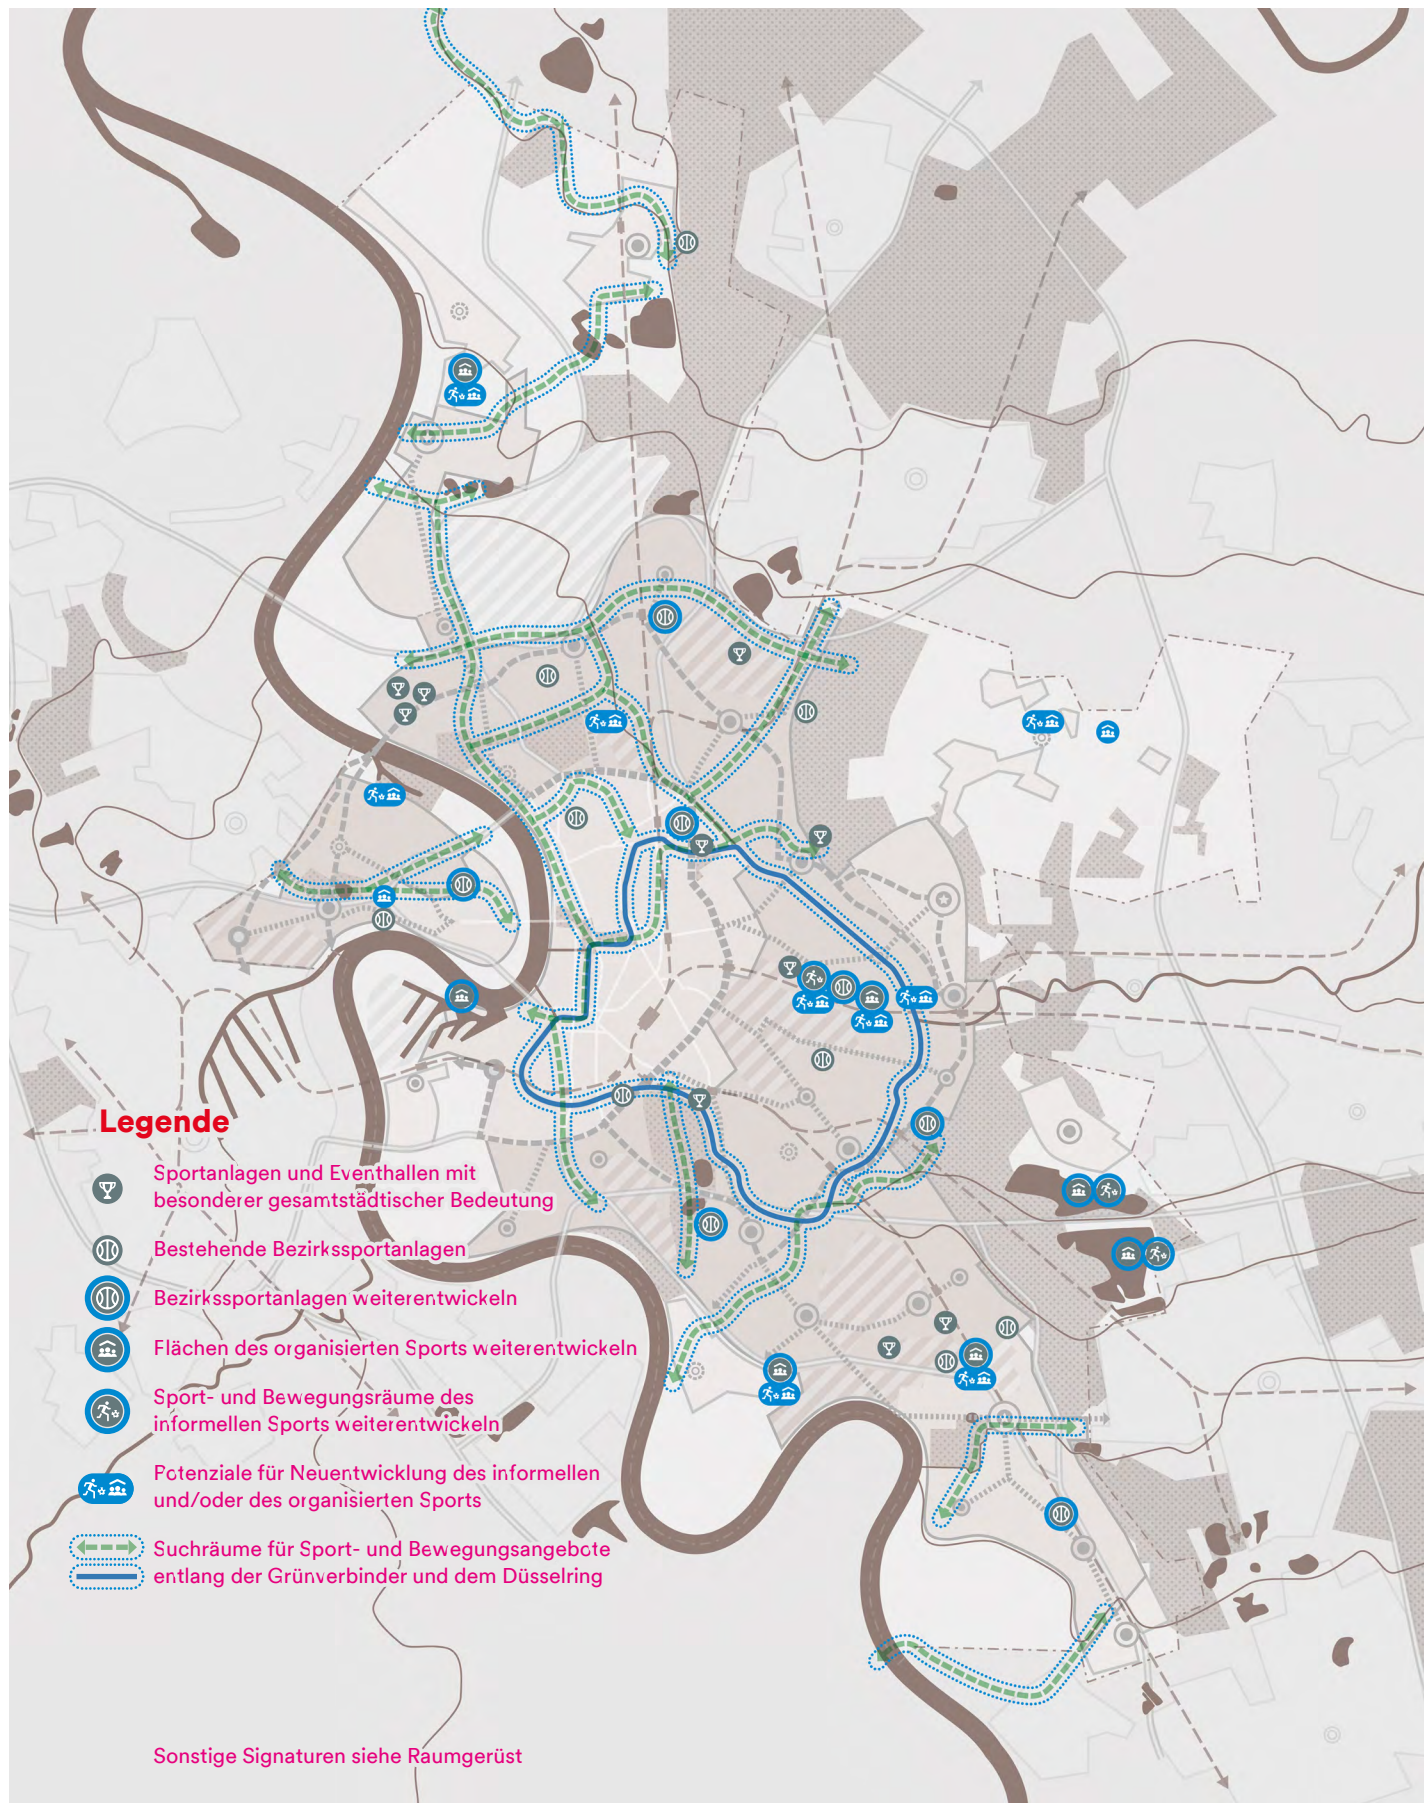 Legende
Sportanlagen und Eventhallen mit
besonderer gesamtstädtischer Bedeutung
Bestehende Bezirkssportanlagen
Bezirkssportanlagen weiterentwickeln
Flächen des organisierten Sports weiterentwickeln
Sport- und Bewegungsräume des
informellen Sports weiterentwickeln
Potenziale für Neuentwicklung des informellen
und/oder des organisierten Sports
Suchräume für Sport- und Bewegungsangebote
entlang der Grünverbinder und dem Düsselring
Sonstige Signaturen siehe Raumgerüst